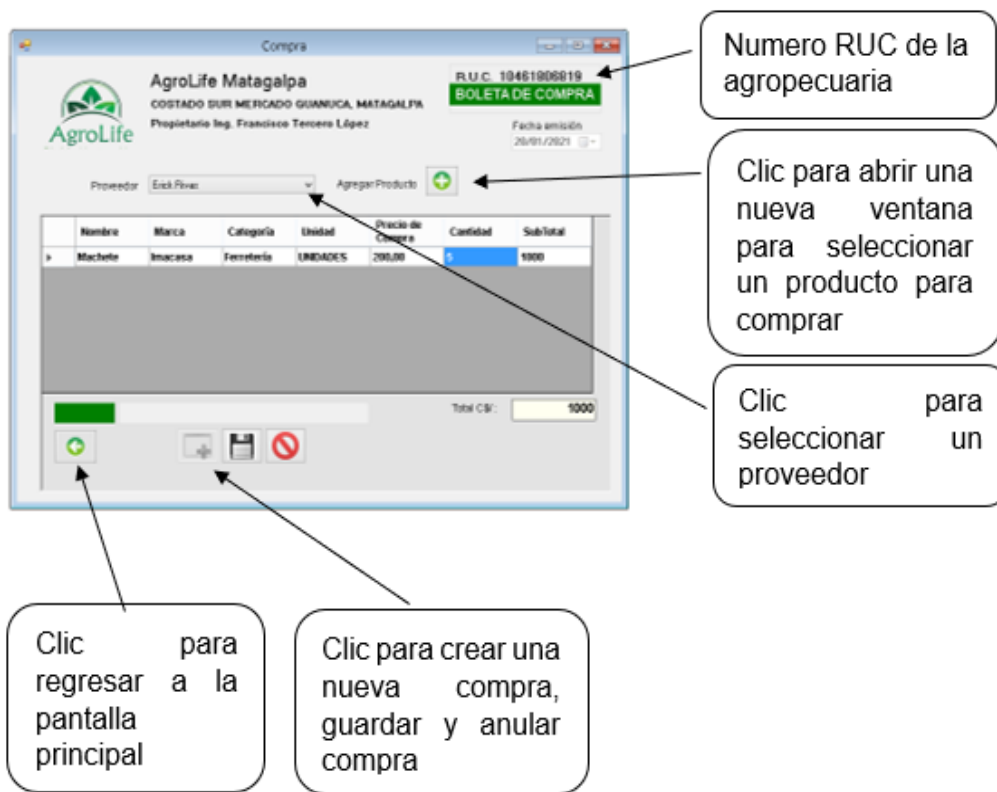 Compra
AgroLife Matagalpa
COSTADO SUR MERCADO GUANUCA, MATAGALPA
Propietario Ing. Francisco Tercero López
AgroLife
R.U.C. 10461806819
BOLETA DE COMPRA
Fecha emisión
20/01/2021
Proveedor Erick Rivas Agregar Producto
Nombre Marca Categoría Unidad Precio de Compra Cantidad SubTotal
Machete Imacasa Ferretería UNIDADES 200,00 5 1000
Total C$/: 1000
Numero RUC de la
agropecuaria
Clic para abrir una
nueva ventana
para seleccionar
un producto para
comprar
Clic para
seleccionar un
proveedor
Clic para
regresar a la
pantalla
principal
Clic para crear una
nueva compra,
guardar y anular
compra